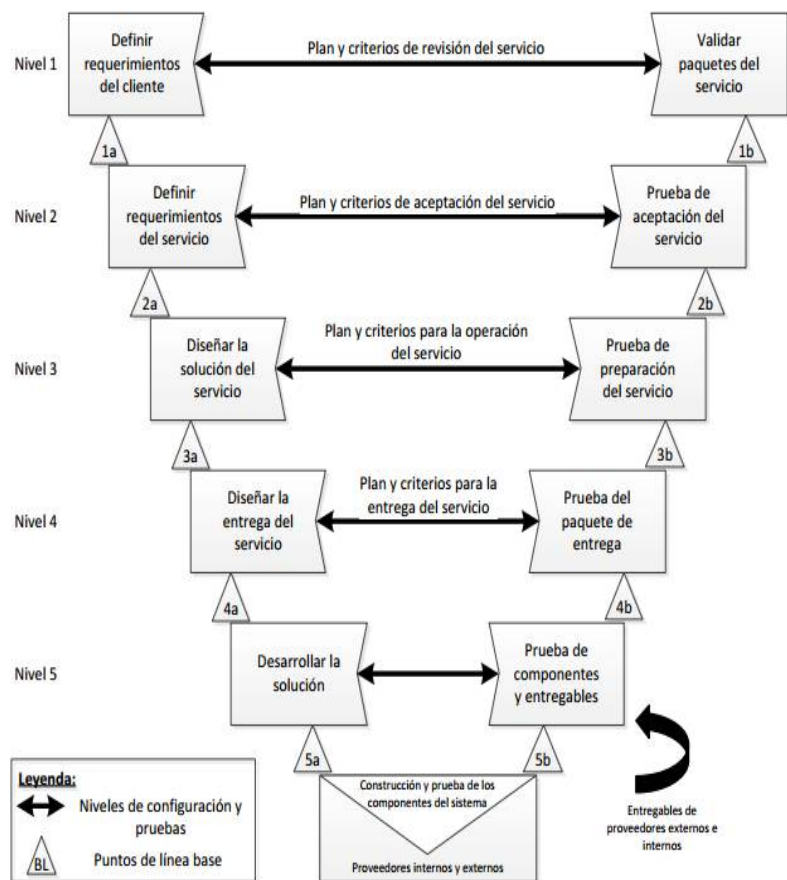 Nivel 1
Definir
requerimientos
del cliente
Plan y criterios de revisión del servicio
Validar
paquetes del
servicio
1a
1b
Nivel 2
Definir
requerimientos
del servicio
Plan y criterios de aceptación del servicio
Prueba de
aceptación del
servicio
2a
2b
Nivel 3
Diseñar la
solución del
servicio
Plan y criterios para la operación
del servicio
Prueba de
preparación
del servicio
3a
3b
Nivel 4
Diseñar la
entrega del
servicio
Plan y criterios para la
entrega del servicio
Prueba del
paquete de
entrega
4a
4b
Nivel 5
Desarrollar la
solución
Prueba de
componentes
y entregables
5a
5b
Construcción y prueba de los
componentes del sistema
Proveedores internos y externos
Entregables de
proveedores externos e
internos
Leyenda:
Niveles de configuración y
pruebas
BL
Puntos de línea base